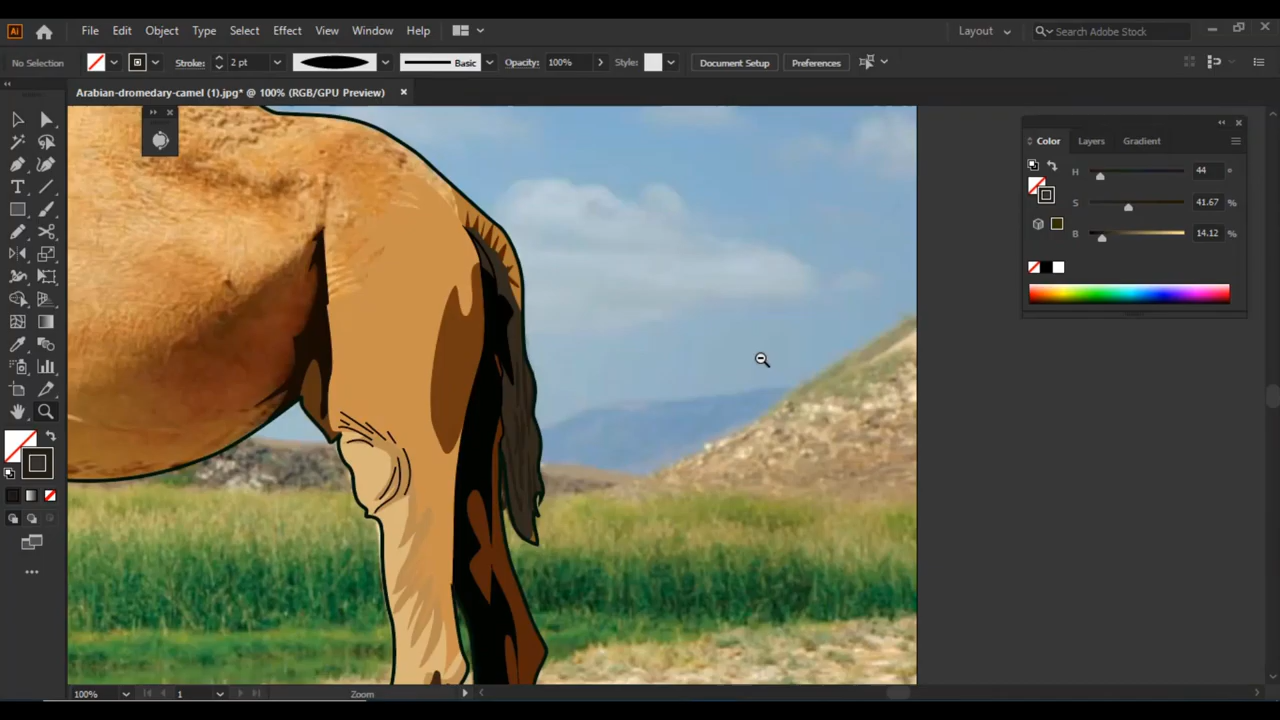 Ai File Edit Object Type Select Effect View Window Help Layout Search Adobe Stock
No Selection Stroke: 2 pt Basic Opacity: 100% Style: Document Setup Preferences
Arabian-dromedary-camel (1).jpg* @ 100% (RGB/GPU Preview)
Color Layers Gradient
H 44 °
S 41.67 %
B 14.12 %
T
100% 1 Zoom